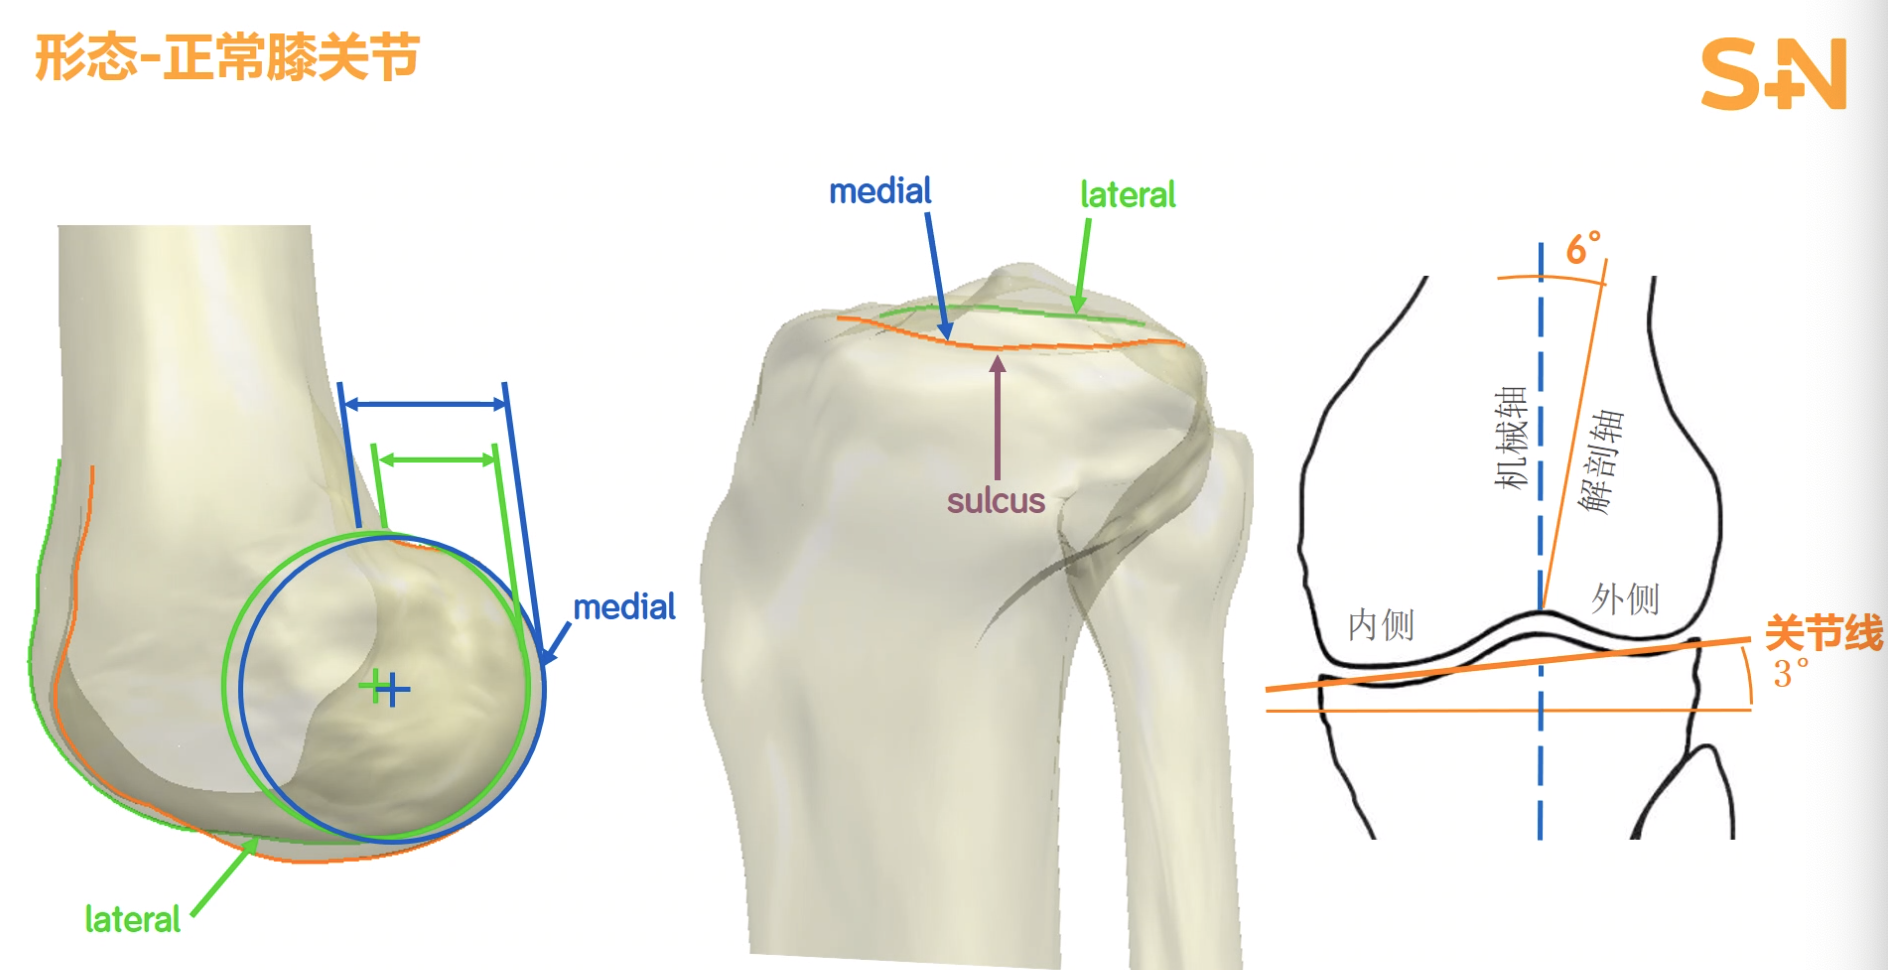 形态-正常膝关节
S+N
medial
lateral
sulcus
medial
lateral
6°
机械轴
解剖轴
内侧
外侧
关节线
3°